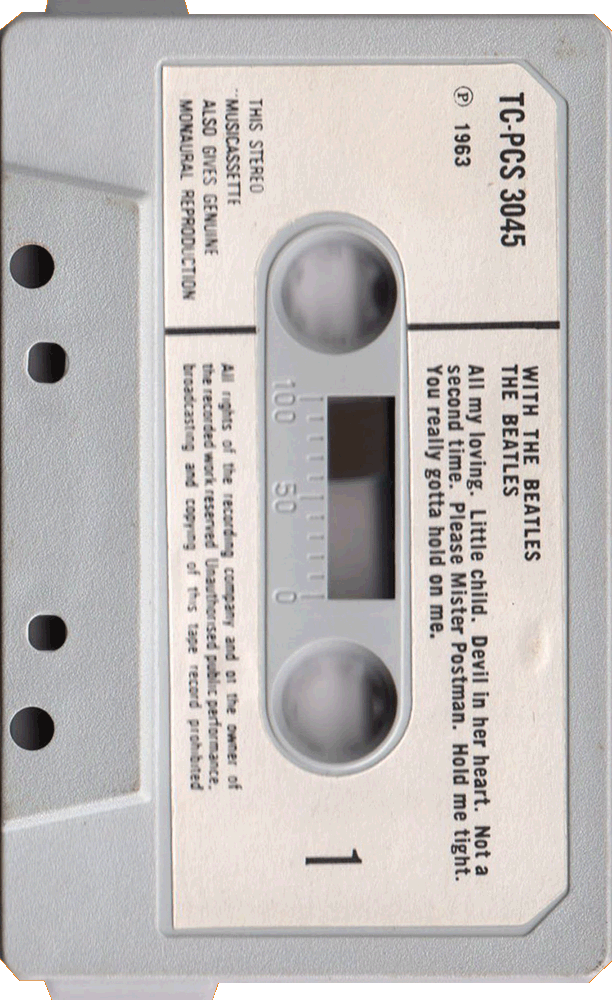 TC-PCS 3045
Ⓟ 1963
WITH THE BEATLES
THE BEATLES
All my loving. Little child. Devil in her heart. Not a
second time. Please Mister Postman. Hold me tight.
You really gotta hold on me.
100 50 0
THIS STEREO
"MUSICASSETTE
ALSO GIVES GENUINE
MONAURAL REPRODUCTION
All rights of the recording company and ot the owner of
the recorded work reserved Unauthorised public performance,
broadcasting and copying of this tape record prohibited
1